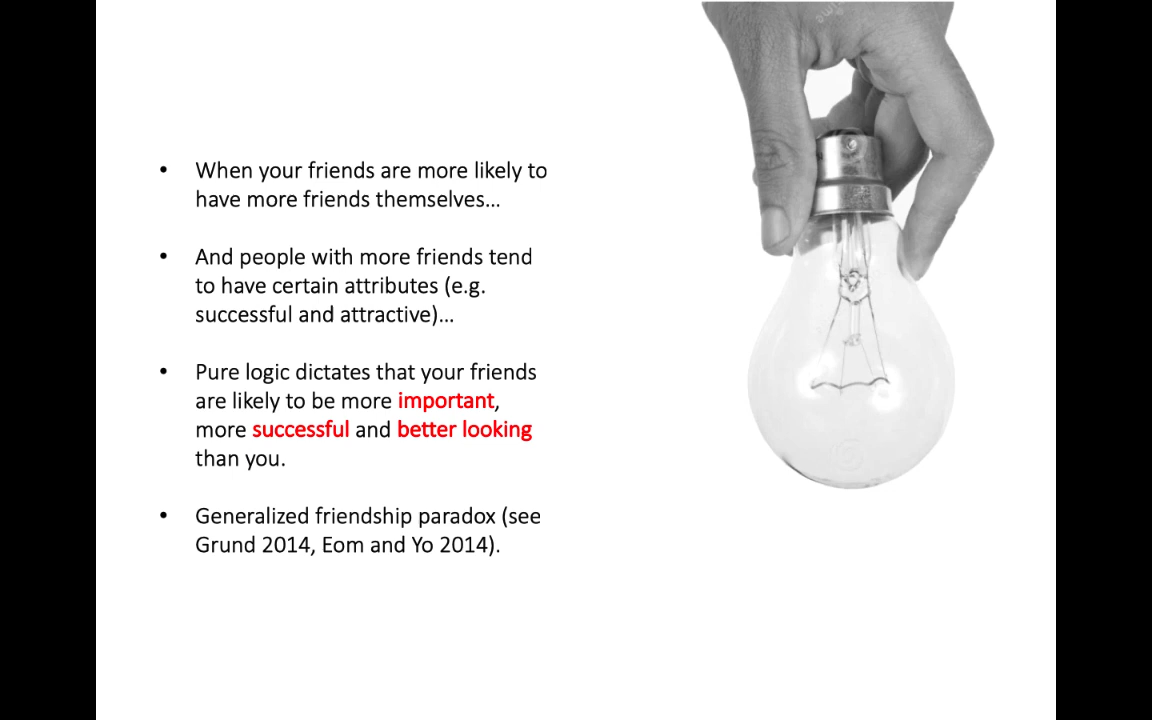 • When your friends are more likely to
have more friends themselves…
• And people with more friends tend
to have certain attributes (e.g.
successful and attractive)…
• Pure logic dictates that your friends
are likely to be more important,
more successful and better looking
than you.
• Generalized friendship paradox (see
Grund 2014, Eom and Yo 2014).